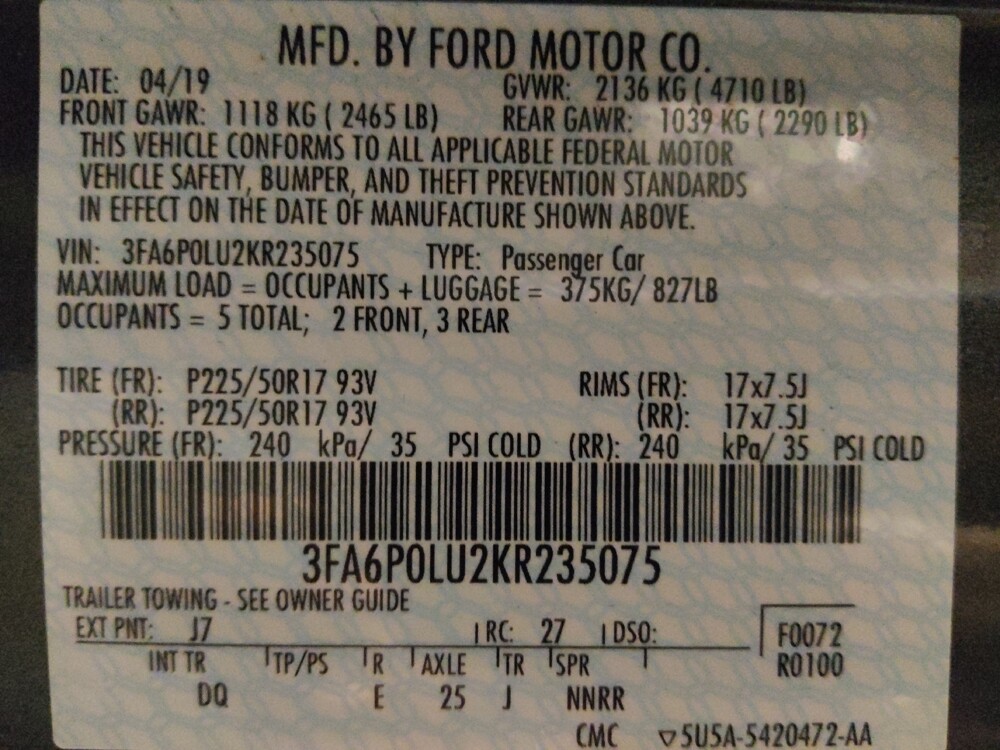 MFD. BY FORD MOTOR CO.
DATE: 04/19 GVWR: 2136 KG ( 4710 LB)
FRONT GAWR: 1118 KG ( 2465 LB) REAR GAWR: 1039 KG ( 2290 LB)
THIS VEHICLE CONFORMS TO ALL APPLICABLE FEDERAL MOTOR
VEHICLE SAFETY, BUMPER, AND THEFT PREVENTION STANDARDS
IN EFFECT ON THE DATE OF MANUFACTURE SHOWN ABOVE.
VIN: 3FA6P0LU2KR235075 TYPE: Passenger Car
MAXIMUM LOAD = OCCUPANTS + LUGGAGE = 375KG/ 827LB
OCCUPANTS = 5 TOTAL; 2 FRONT, 3 REAR
TIRE (FR): P225/50R17 93V RIMS (FR): 17x7.5J
(RR): P225/50R17 93V (RR): 17x7.5J
PRESSURE (FR): 240 kPa/ 35 PSI COLD (RR): 240 kPa/ 35 PSI COLD
3FA6P0LU2KR235075
TRAILER TOWING - SEE OWNER GUIDE
EXT PNT: J7 RC: 27 DSO: F0072
INT TR TP/PS R AXLE TR SPR R0100
DQ E 25 J NNRR
CMC ▽5U5A-5420472-AA